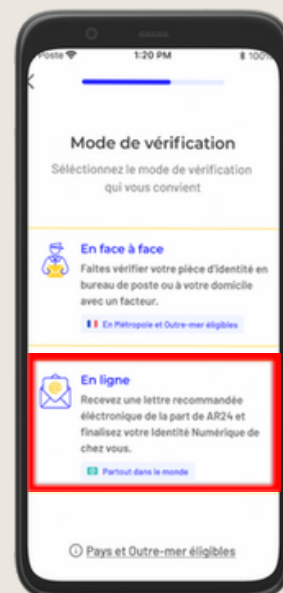 Poste 1:20 PM 100%
Mode de vérification
Séléctionnez le mode de vérification
qui vous convient
En face à face
Faites vérifier votre pièce d'identité en
bureau de poste ou à votre domicile
avec un facteur.
En Métropole et Outre-mer éligibles
En ligne
Recevez une lettre recommandée
éléctronique de la part de AR24 et
finalisez votre Identité Numérique de
chez vous.
Partout dans le monde
Pays et Outre-mer éligibles